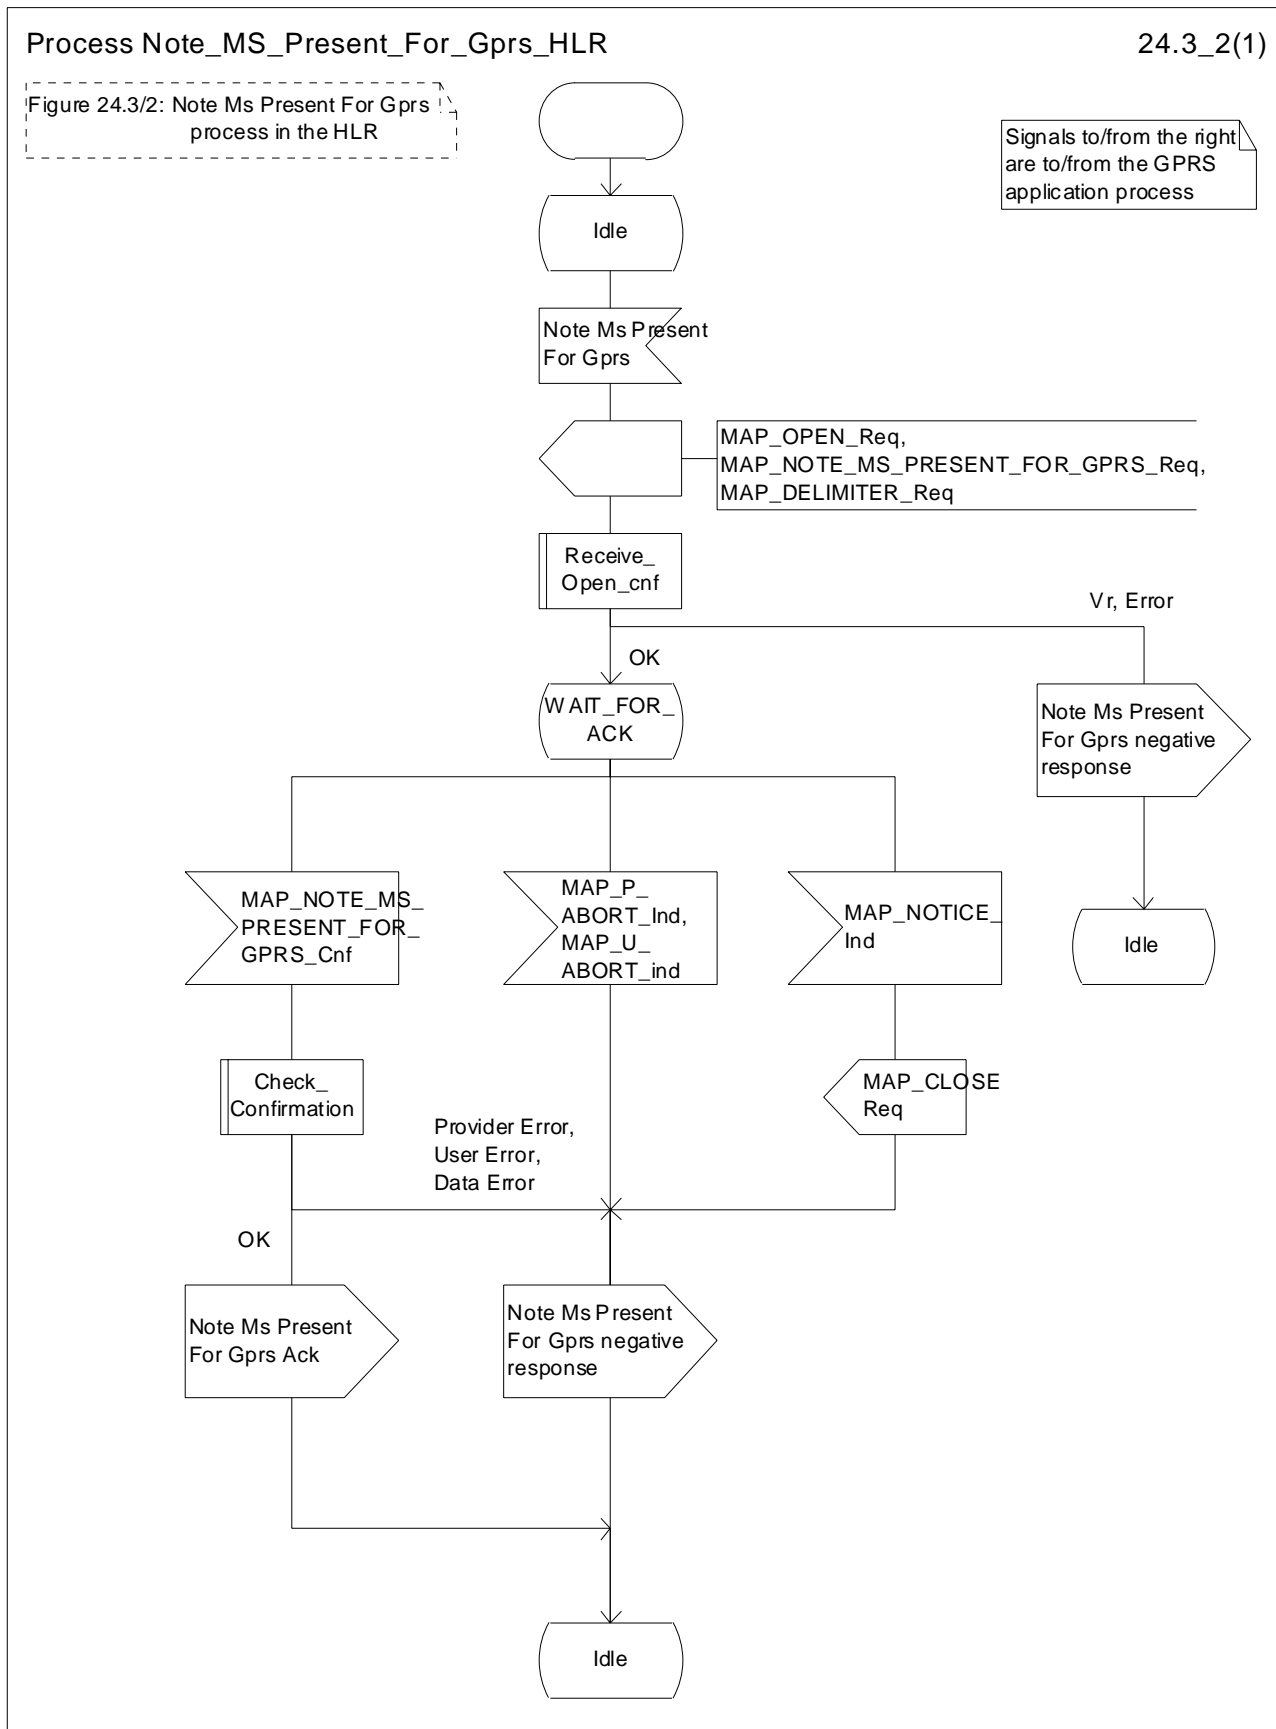 Process Note_MS_Present_For_Gprs_HLR
24.3_2(1)
Figure 24.3/2: Note Ms Present For Gprs
process in the HLR
Signals to/from the right
are to/from the GPRS
application process
Idle
Note Ms Present
For Gprs
MAP_OPEN_Req,
MAP_NOTE_MS_PRESENT_FOR_GPRS_Req,
MAP_DELIMITER_Req
Receive_
Open_cnf
Vr, Error
OK
WAIT_FOR_
ACK
Note Ms Present
For Gprs negative
response
MAP_NOTE_MS_
PRESENT_FOR_
GPRS_Cnf
MAP_P_
ABORT_Ind,
MAP_U_
ABORT_ind
MAP_NOTICE_
Ind
Idle
Check_
Confirmation
MAP_CLOSE
Req
Provider Error,
User Error,
Data Error
OK
Note Ms Present
For Gprs Ack
Note Ms Present
For Gprs negative
response
Idle